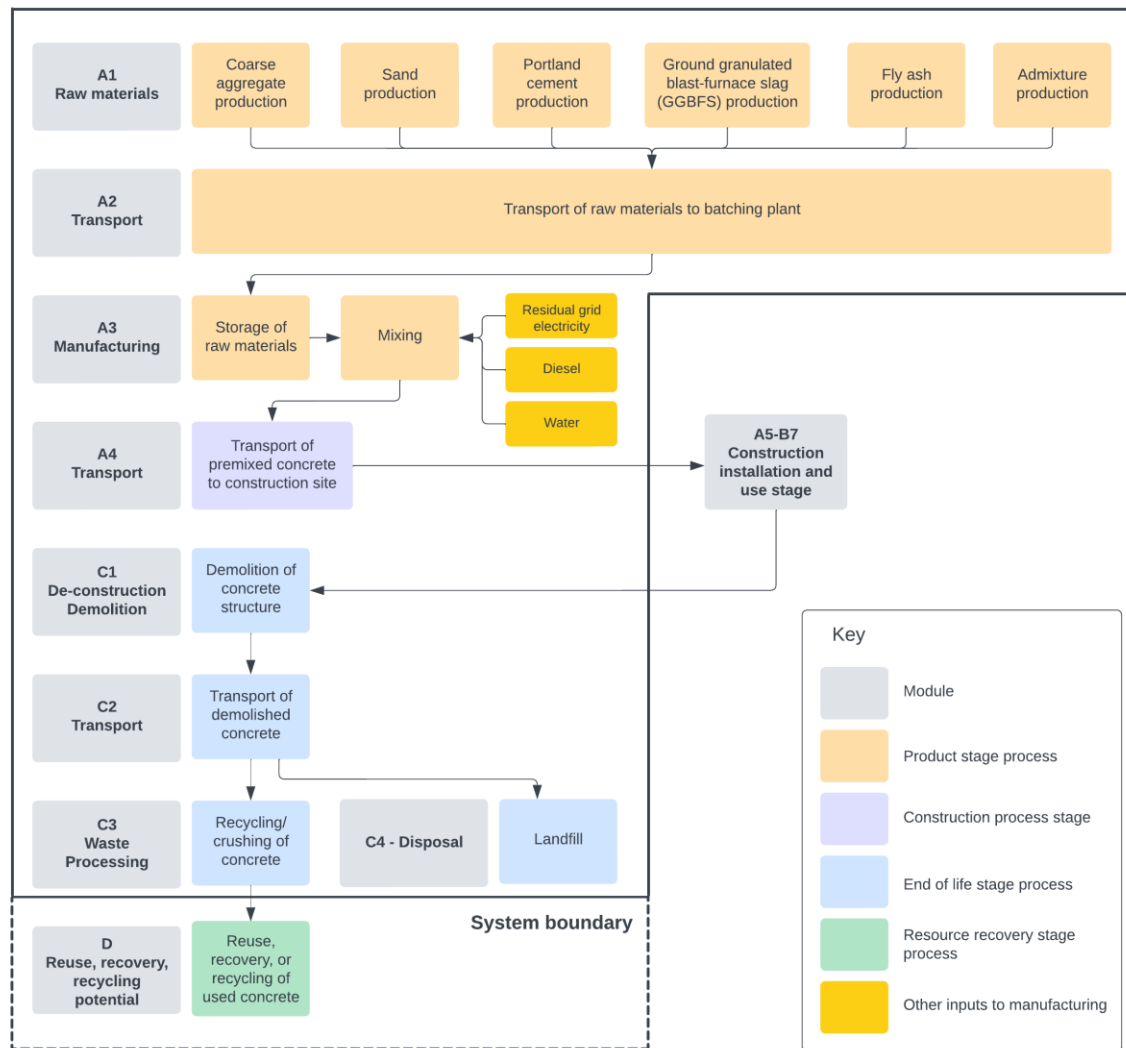 A1
Raw materials
Coarse
aggregate
production
Sand
production
Portland
cement
production
Ground granulated
blast-furnace slag
(GGBFS) production
Fly ash
production
Admixture
production
A2
Transport
Transport of raw materials to batching plant
A3
Manufacturing
Storage of
raw materials
Mixing
Residual grid
electricity
Diesel
Water
A4
Transport
Transport of
premixed concrete
to construction site
A5-B7
Construction
installation and
use stage
C1
De-construction
Demolition
Demolition of
concrete
structure
C2
Transport
Transport of
demolished
concrete
C3
Waste
Processing
Recycling/
crushing of
concrete
C4 - Disposal
Landfill
System boundary
D
Reuse, recovery,
recycling
potential
Reuse,
recovery, or
recycling of
used concrete
Key
Module
Product stage process
Construction process stage
End of life stage process
Resource recovery stage
process
Other inputs to manufacturing